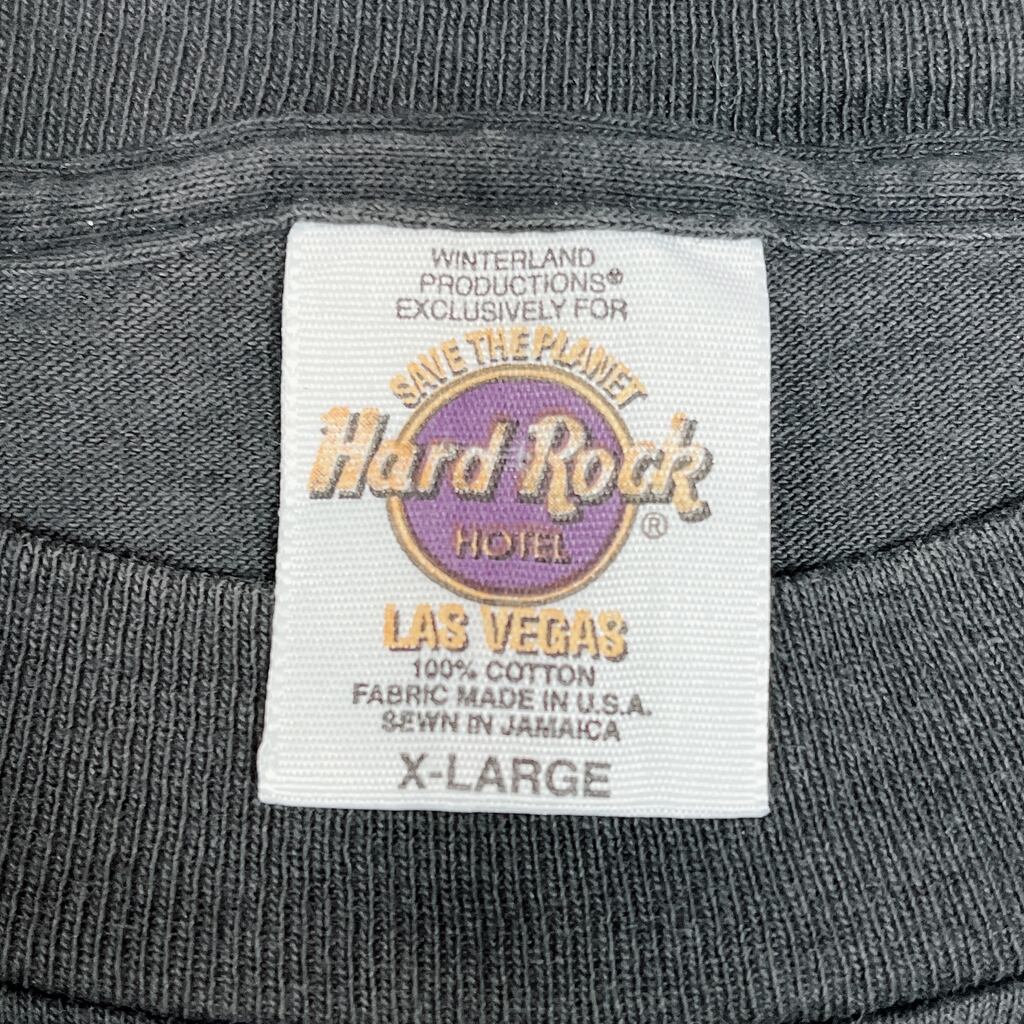 WINTERLAND
PRODUCTIONS®
EXCLUSIVELY FOR
SAVE THE PLANET
Hard Rock
®
HOTEL
LAS VEGAS
100% COTTON
FABRIC MADE IN U.S.A.
SEWN IN JAMAICA
X-LARGE